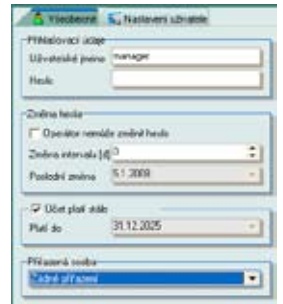 Všeobecné Nastavení uživatele
Přihlašovací údaje
Uživatelské jméno manager
Heslo
Změna hesla
Operátor nemůže změnit heslo
Změna intervalu [d] 0
Poslední změna 5.1.2009
Účet platí stále
Platí do 31.12.2025
Přiřazená osoba
Žádné přiřazení